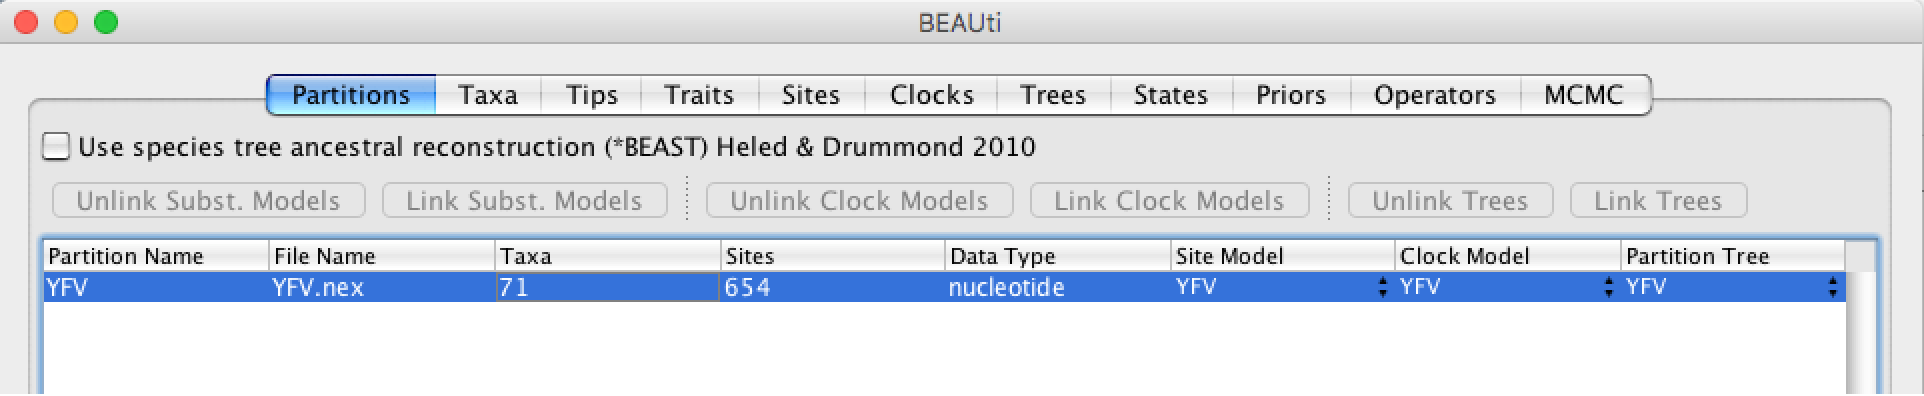 BEAUti
Partitions Taxa Tips Traits Sites Clocks Trees States Priors Operators MCMC
Use species tree ancestral reconstruction (*BEAST) Heled & Drummond 2010
Unlink Subst. Models Link Subst. Models Unlink Clock Models Link Clock Models Unlink Trees Link Trees
Partition Name File Name Taxa Sites Data Type Site Model Clock Model Partition Tree
YFV YFV.nex 71 654 nucleotide YFV YFV YFV